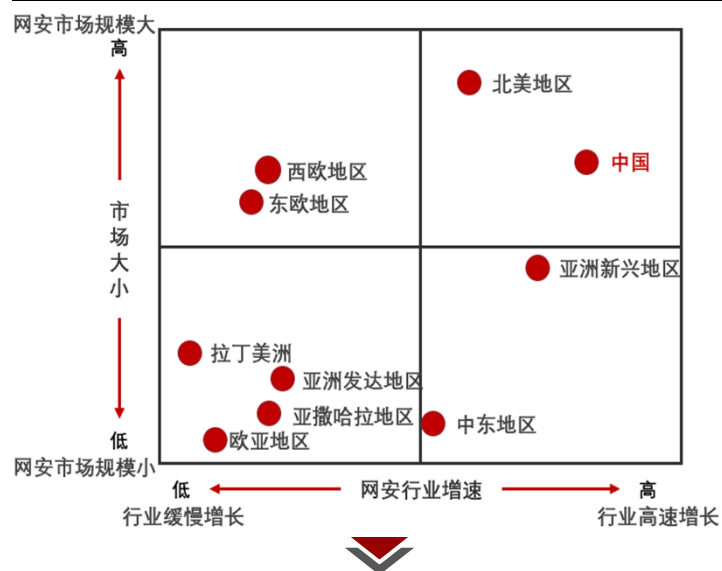 网安市场规模大
高
北美地区
中国
西欧地区
东欧地区
市场大小
亚洲新兴地区
拉丁美洲
亚洲发达地区
亚撒哈拉地区
中东地区
欧亚地区
低
网安市场规模小
低
网安行业增速
高
行业缓慢增长
行业高速增长